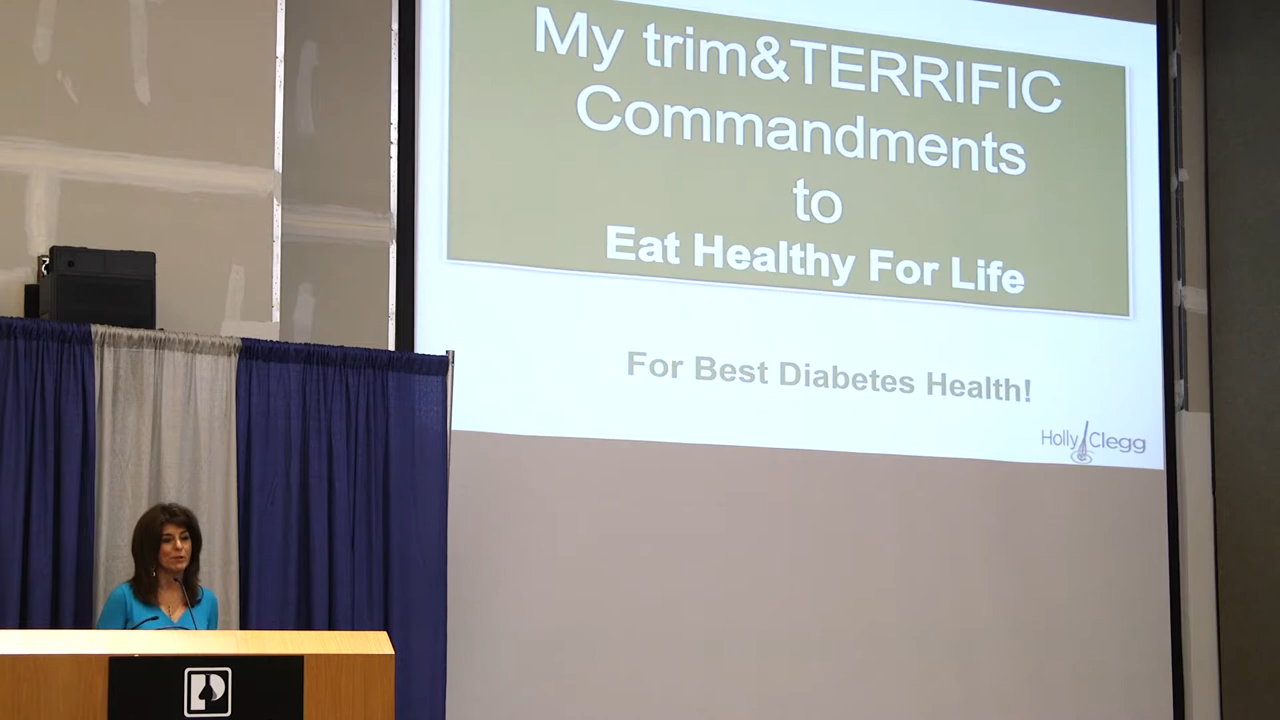 My trim&TERRIFIC
Commandments
to
Eat Healthy For Life
For Best Diabetes Health!
Holly Clegg
P